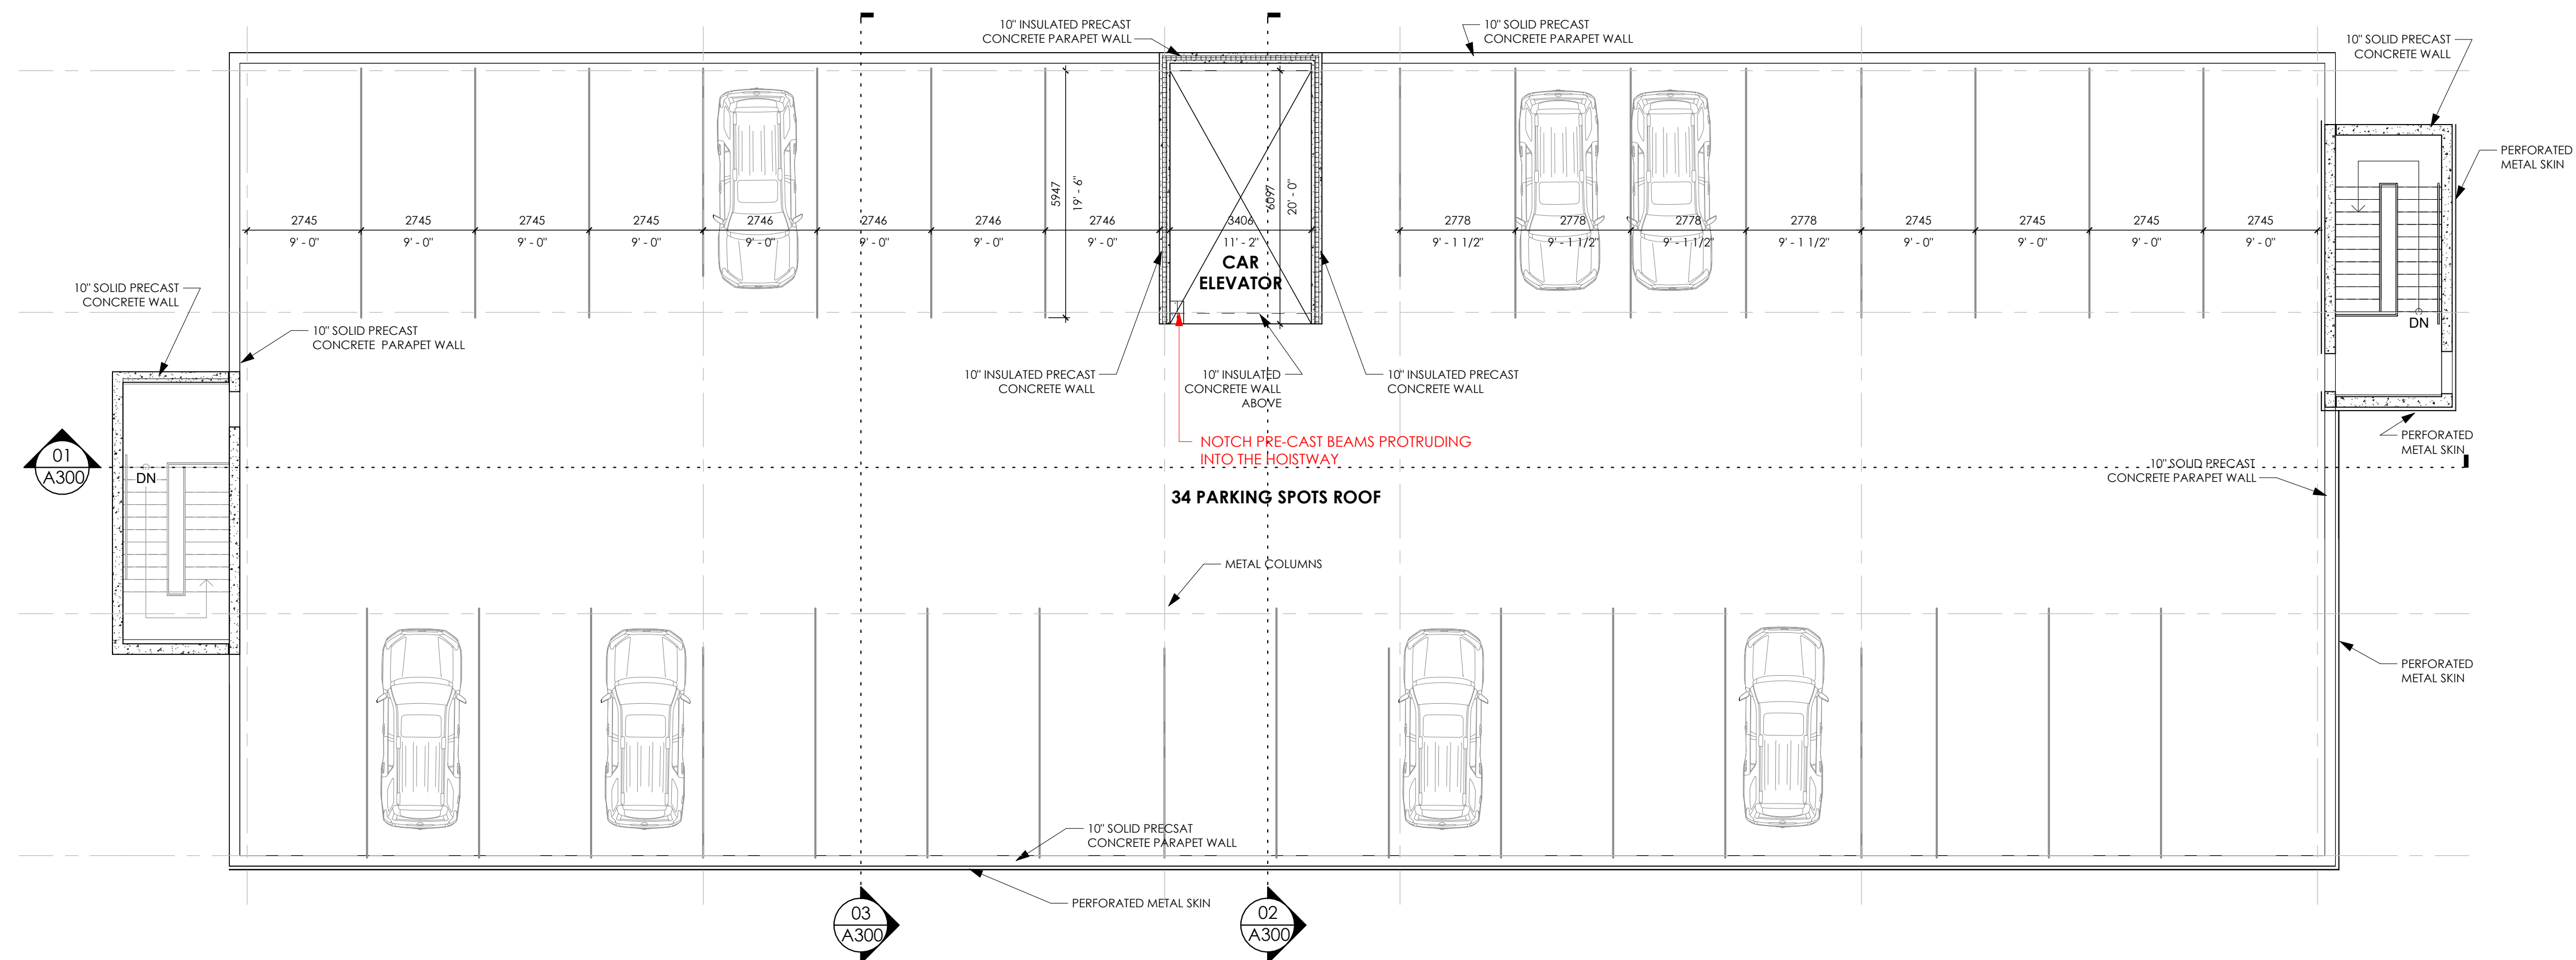 10" INSULATED PRECAST
CONCRETE PARAPET WALL
10" SOLID PRECAST
CONCRETE PARAPET WALL
10" SOLID PRECAST
CONCRETE WALL
PERFORATED
METAL SKIN
5947
19' - 6"
6097
20' - 0"
2745
2745
2745
2745
2746
2746
2746
2746
3406
2778
2778
2778
2778
2745
2745
2745
2745
9' - 0"
9' - 0"
9' - 0"
9' - 0"
9' - 0"
9' - 0"
9' - 0"
9' - 0"
11' - 2"
9' - 1 1/2"
9' - 1 1/2"
9' - 1 1/2"
9' - 1 1/2"
9' - 0"
9' - 0"
9' - 0"
9' - 0"
CAR
ELEVATOR
10" SOLID PRECAST
CONCRETE WALL
10" SOLID PRECAST
CONCRETE PARAPET WALL
DN
10" INSULATED PRECAST
CONCRETE WALL
10" INSULATED
CONCRETE WALL
ABOVE
10" INSULATED PRECAST
CONCRETE WALL
NOTCH PRE-CAST BEAMS PROTRUDING
INTO THE HOISTWAY
PERFORATED
METAL SKIN
01
A300
DN
10" SOLID PRECAST
CONCRETE PARAPET WALL
34 PARKING SPOTS ROOF
METAL COLUMNS
PERFORATED
METAL SKIN
10" SOLID PRECSAT
CONCRETE PARAPET WALL
PERFORATED METAL SKIN
03
A300
02
A300